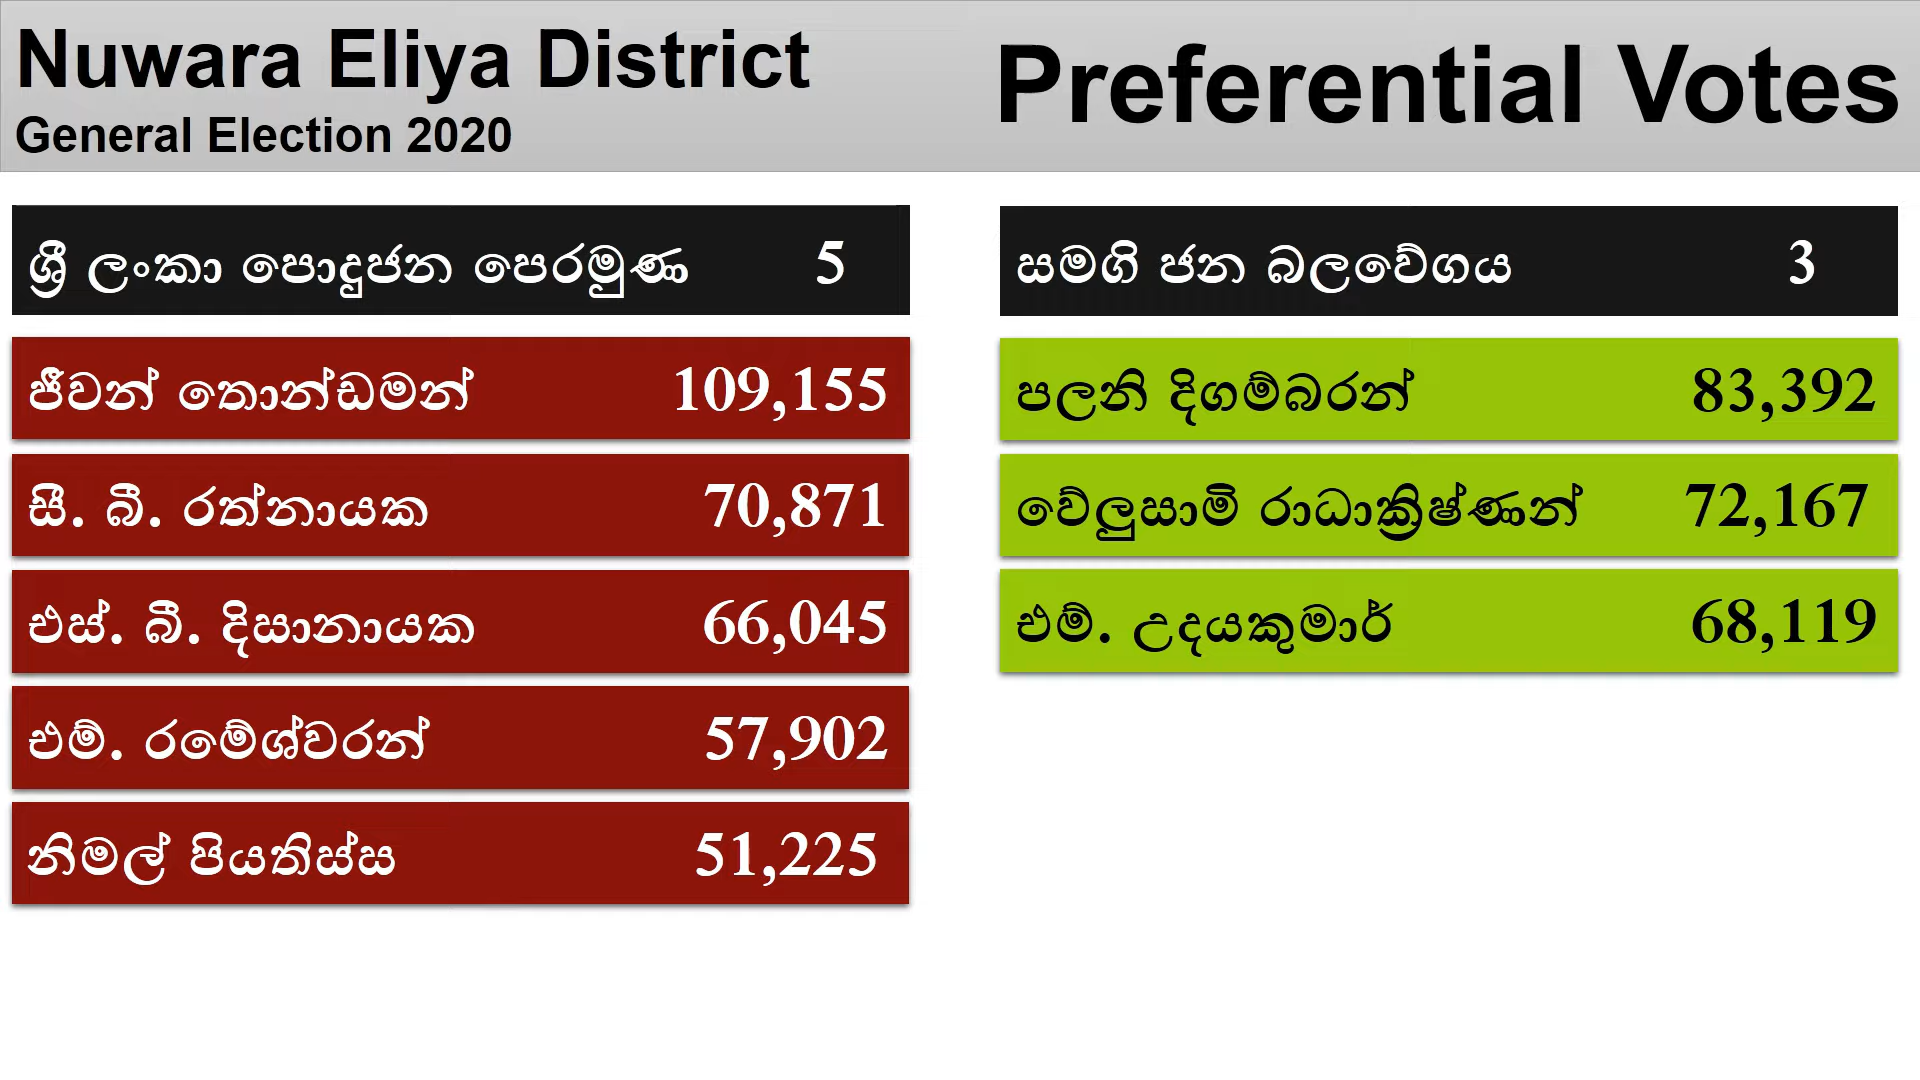 Nuwara Eliya District
General Election 2020
Preferential Votes
ශ්‍රී ලංකා පොදුජන පෙරමුණ 5
ජීවන් තොන්ඩමන් 109,155
සී. බී. රත්නායක 70,871
එස්. බී. දිසානායක 66,045
එම්. රමේශ්වරන් 57,902
නිමල් පියතිස්ස 51,225
සමගි ජන බලවේගය 3
පලනි දිගම්බරන් 83,392
වේලුසාමි රාධාක්‍රිෂ්ණන් 72,167
එම්. උදයකුමාර් 68,119